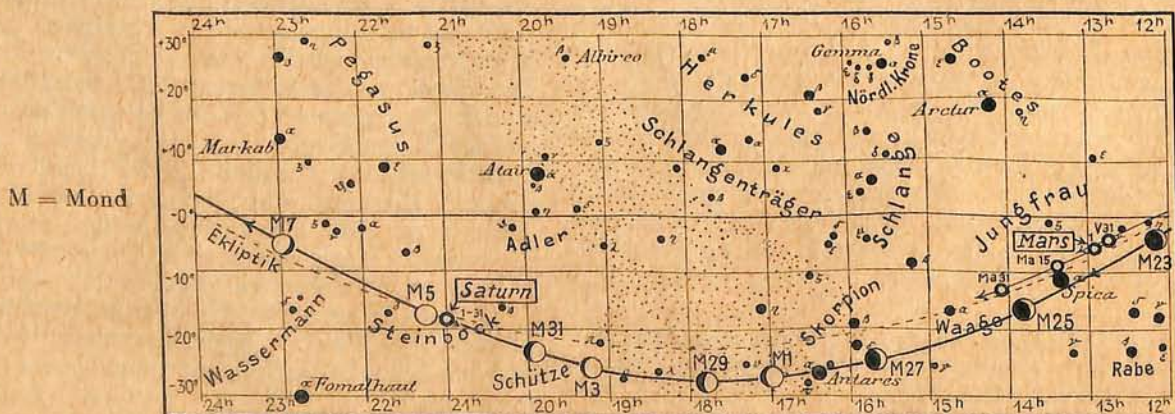 24h 23h 22h 21h 20h 19h 18h 17h 16h 15h 14h 13h 12h
+30°
Pegasus
Albireo
Herkules
Gemma
Nördl. Krone
Bootes
+20°
Arctur
Markab
+10°
Atair
Schlangenträger
Schlange
Jungfrau
M = Mond
-0°
M7
Ekliptik
Adler
Mars
V31
M23
-10°
Ma 15
M5
Saturn
1-31
Ma 31
Spica
Wassermann
Steinbock
Skorpion
Waage
M25
-20°
M31
Schütze
M3
M29
M1
M27
Rabe
-30°
Fomalhaut
Antares
24h 23h 22h 21h 20h 19h 18h 17h 16h 15h 14h 13h 12h